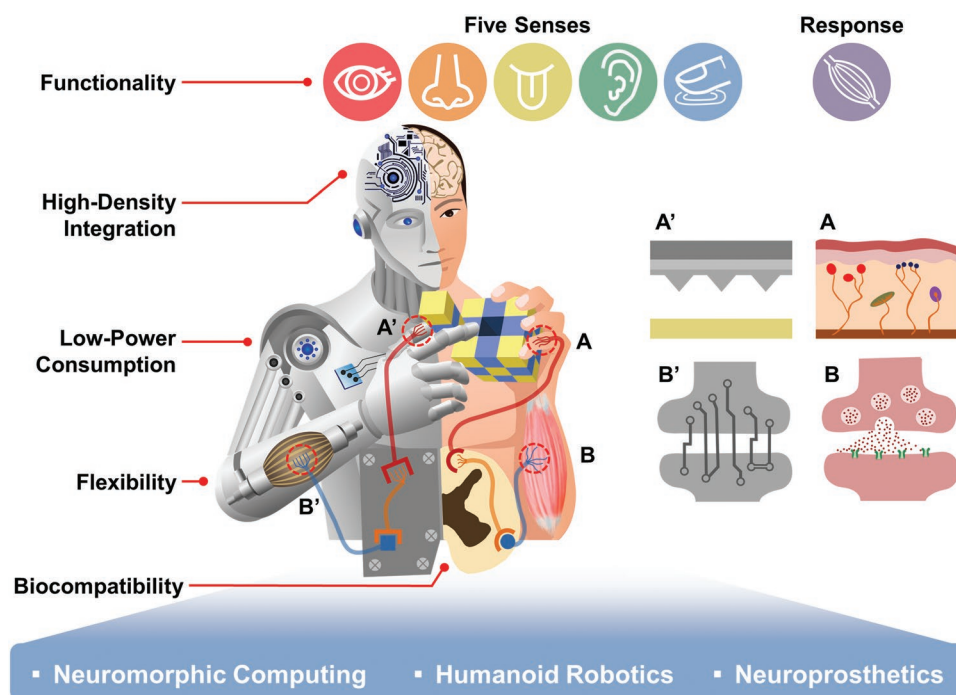 Five Senses
Response
Functionality
High-Density
Integration
A'
A
A'
Low-Power
Consumption
A
B'
B
B
Flexibility
B'
Biocompatibility
▪ Neuromorphic Computing ▪ Humanoid Robotics ▪ Neuroprosthetics